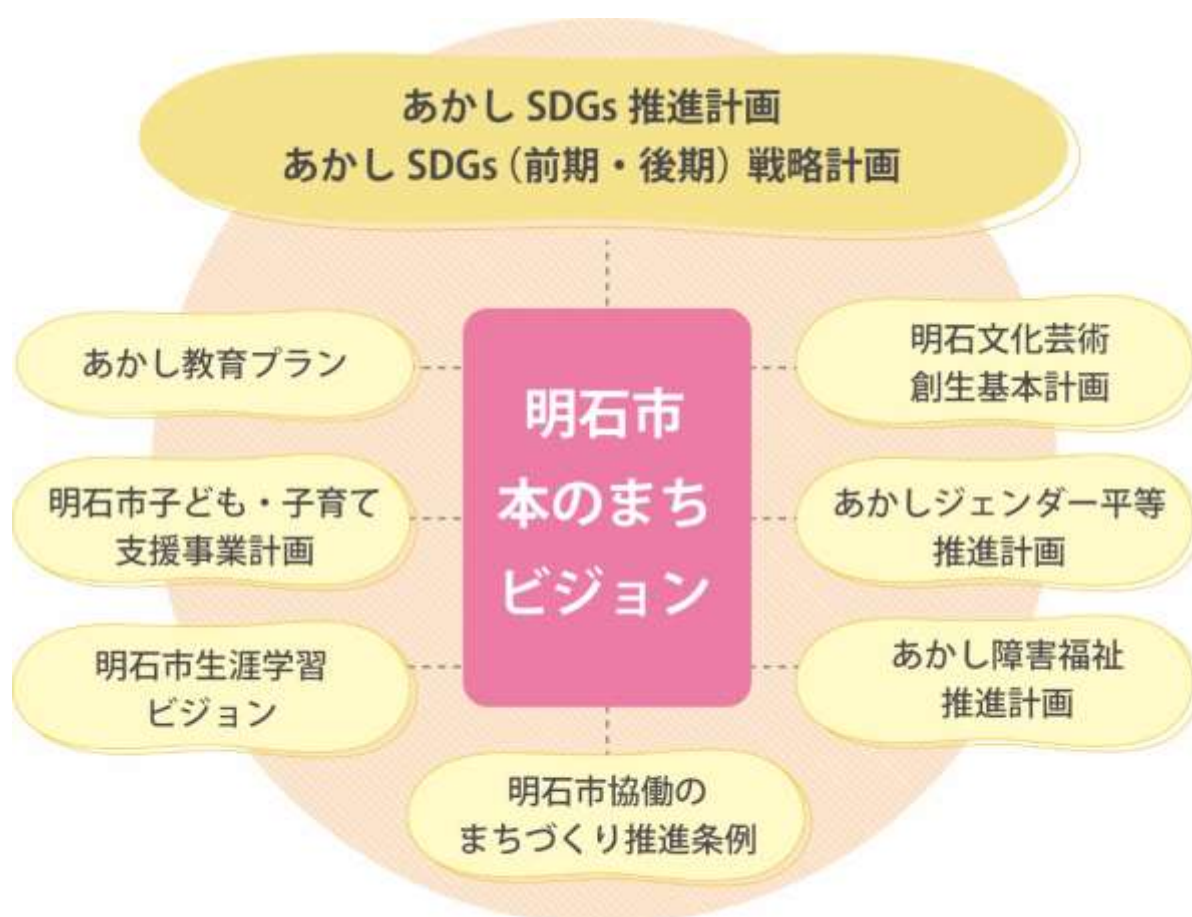 あかし SDGs 推進計画
あかし SDGs（前期・後期）戦略計画
あかし教育プラン
明石市子ども・子育て
支援事業計画
明石市生涯学習
ビジョン
明石市
本のまち
ビジョン
明石文化芸術
創生基本計画
あかしジェンダー平等
推進計画
あかし障害福祉
推進計画
明石市協働の
まちづくり推進条例